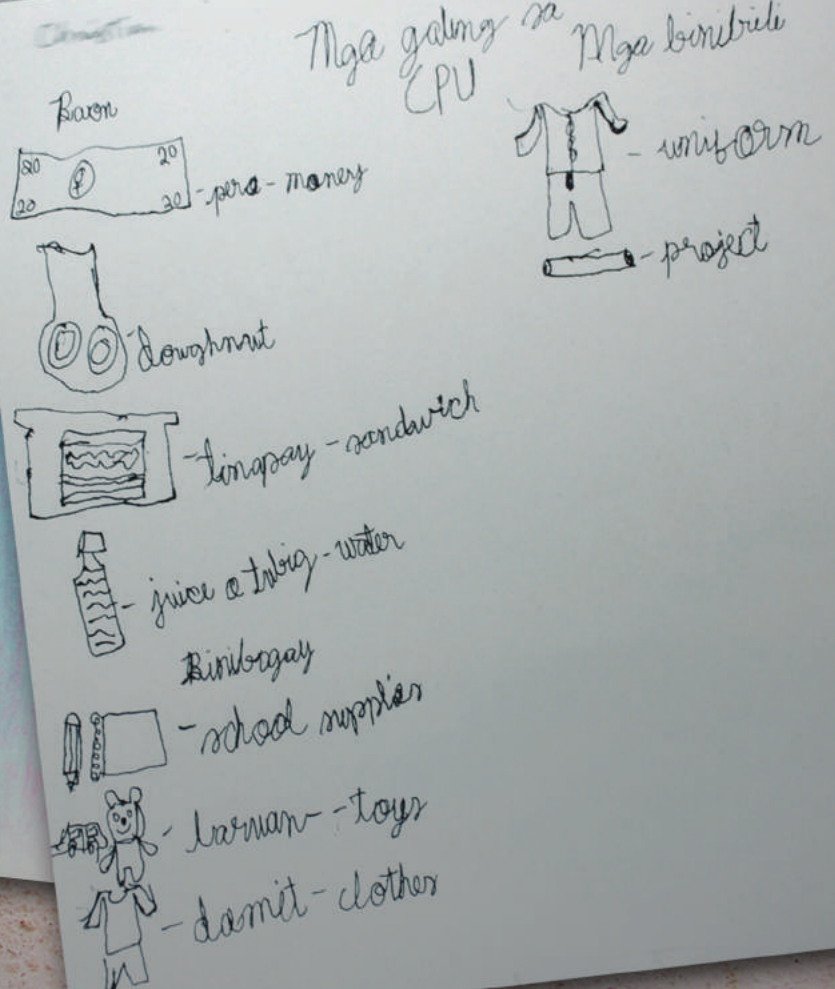 Mga galing sa
CPU
Mga binibili
Baon
20 20
20 20
- pera - money
- doughnut
- tinapay - sandwich
- juice o tubig - water
Binibigay
- school supplies
- laruan - toys
- damit - clothes
- uniform
- project